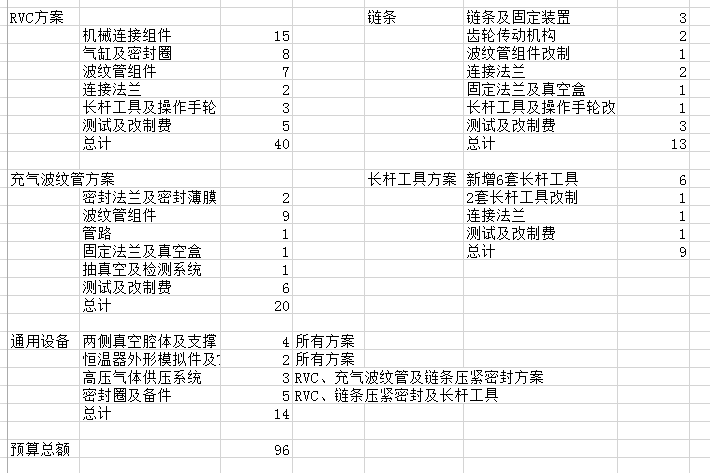 RVC方案 链条 链条及固定装置 3
机械连接组件 15 齿轮传动机构 2
气缸及密封圈 8 波纹管组件改制 1
波纹管组件 7 连接法兰 2
连接法兰 2 固定法兰及真空盒 1
长杆工具及操作手轮 3 长杆工具及操作手轮改 1
测试及改制费 5 测试及改制费 3
总计 40 总计 13
充气波纹管方案 长杆工具方案 新增6套长杆工具 6
密封法兰及密封薄膜 2 2套长杆工具改制 1
波纹管组件 9 连接法兰 1
管路 1 测试及改制费 1
固定法兰及真空盒 1 总计 9
抽真空及检测系统 1
测试及改制费 6
总计 20
通用设备 两侧真空腔体及支撑 4 所有方案
恒温器外形模拟件及 2 所有方案
高压气体供压系统 3 RVC、充气波纹管及链条压紧密封方案
密封圈及备件 5 RVC、链条压紧密封及长杆工具
总计 14
预算总额 96